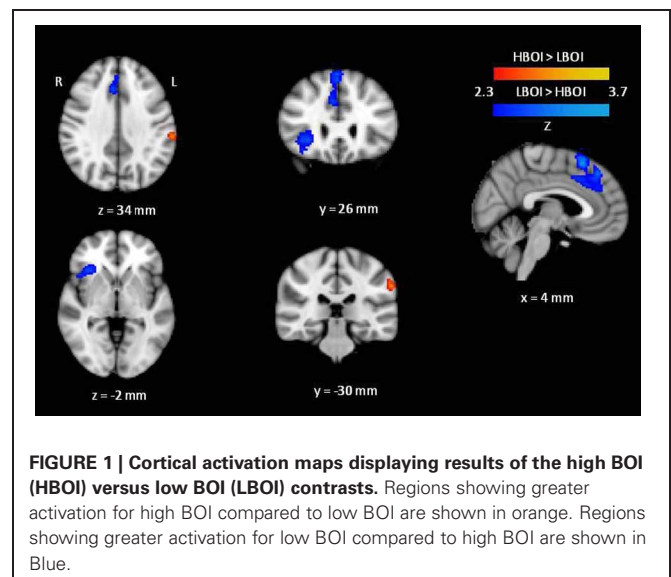 HBOI > LBOI
R
L
2.3
LBOI > HBOI
3.7
Z
z = 34 mm
y = 26 mm
x = 4 mm
z = -2 mm
y = -30 mm
FIGURE 1 | Cortical activation maps displaying results of the high BOI
(HBOI) versus low BOI (LBOI) contrasts. Regions showing greater
activation for high BOI compared to low BOI are shown in orange. Regions
showing greater activation for low BOI compared to high BOI are shown in
Blue.